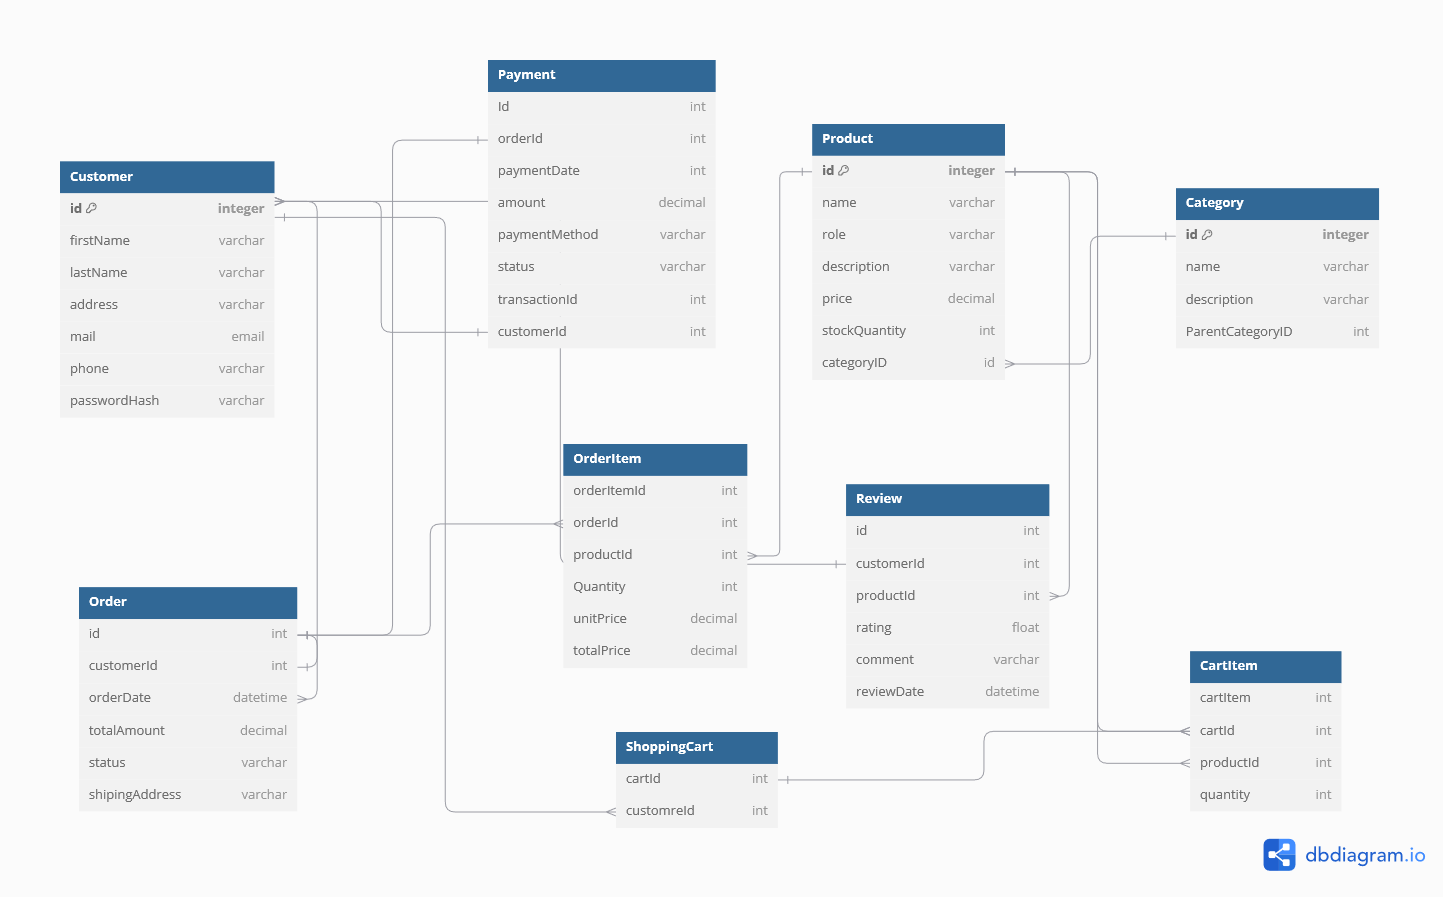 Payment
Id int
orderId int
paymentDate int
amount decimal
paymentMethod varchar
status varchar
transactionId int
customerId int
Product
id integer
name varchar
role varchar
description varchar
price decimal
stockQuantity int
categoryID id
Customer
id integer
firstName varchar
lastName varchar
address varchar
mail email
phone varchar
passwordHash varchar
Category
id integer
name varchar
description varchar
ParentCategoryID int
OrderItem
orderItemId int
orderId int
productId int
Quantity int
unitPrice decimal
totalPrice decimal
Review
id int
customerId int
productId int
rating float
comment varchar
reviewDate datetime
Order
id int
customerId int
orderDate datetime
totalAmount decimal
status varchar
shipingAddress varchar
CartItem
cartItem int
cartId int
productId int
quantity int
ShoppingCart
cartId int
customreId int
dbdiagram.io